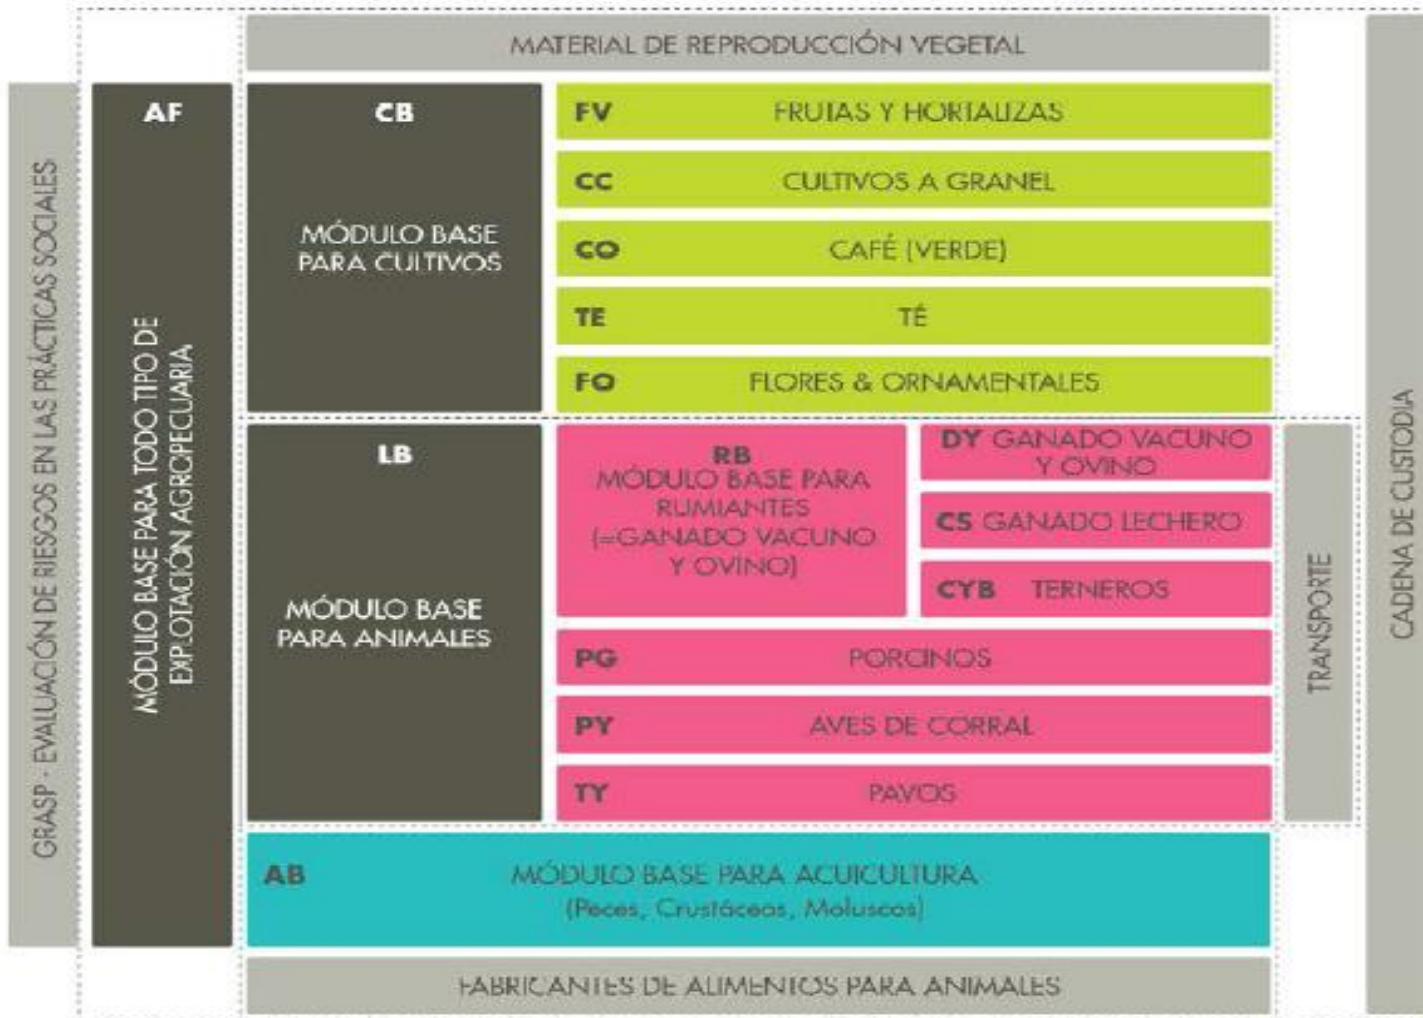 MATERIAL DE REPRODUCCIÓN VEGETAL
GRASP - EVALUACIÓN DE RIESGOS EN LAS PRÁCTICAS SOCIALES
AF
MÓDULO BASE PARA TODO TIPO DE
EXPLOTACIÓN AGROPECUARIA
CB
MÓDULO BASE
PARA CULTIVOS
FV FRUTAS Y HORTALIZAS
CC CULTIVOS A GRANEL
CO CAFÉ (VERDE)
TE TÉ
FO FLORES & ORNAMENTALES
LB
MÓDULO BASE
PARA ANIMALES
RB
MÓDULO BASE PARA
RUMIANTES
(=GANADO VACUNO
Y OVINO)
DY GANADO VACUNO
Y OVINO
CS GANADO LECHERO
CYB TERNEROS
PG PORCINOS
PY AVES DE CORRAL
TY PAVOS
TRANSPORTE
CADENA DE CUSTODIA
AB MÓDULO BASE PARA ACUICULTURA
(Peces, Crustáceos, Moluscos)
FABRICANTES DE ALIMENTOS PARA ANIMALES